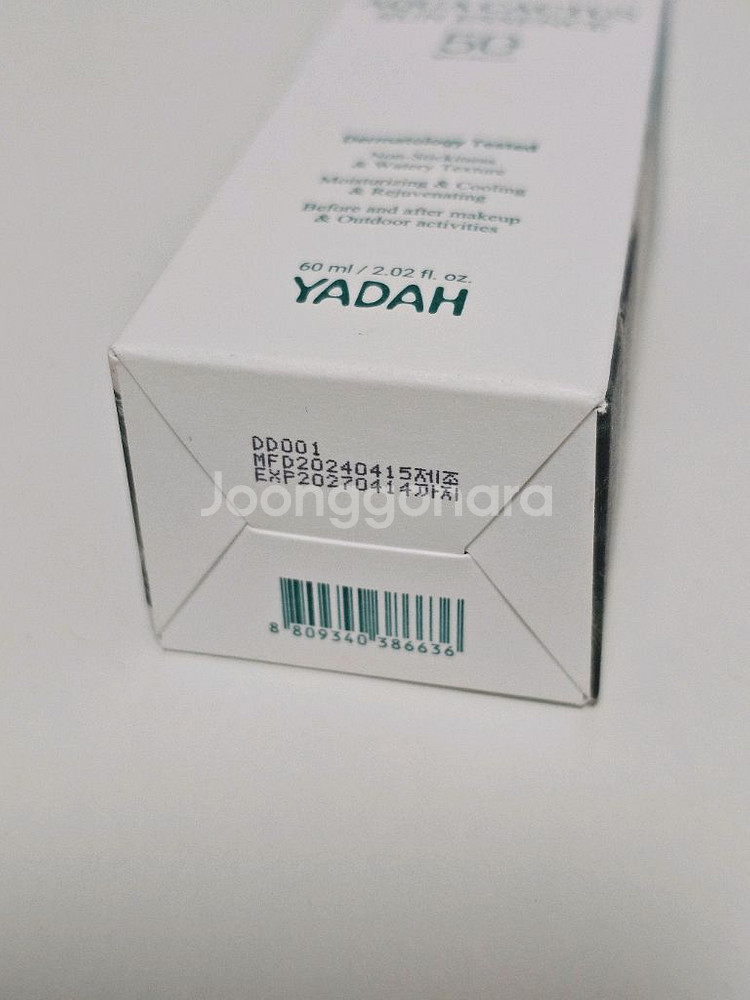 50
Dermatology Tested
Non-Stickiness
& Watery Texture
Moisturizing & Cooling
& Rejuvenating
Before and after makeup
& Outdoor activities
60 ml / 2.02 fl. oz.
YADAH
DD001
MFD20240415제조
EXP20270414까지
Joonggonara
8 809340 386636